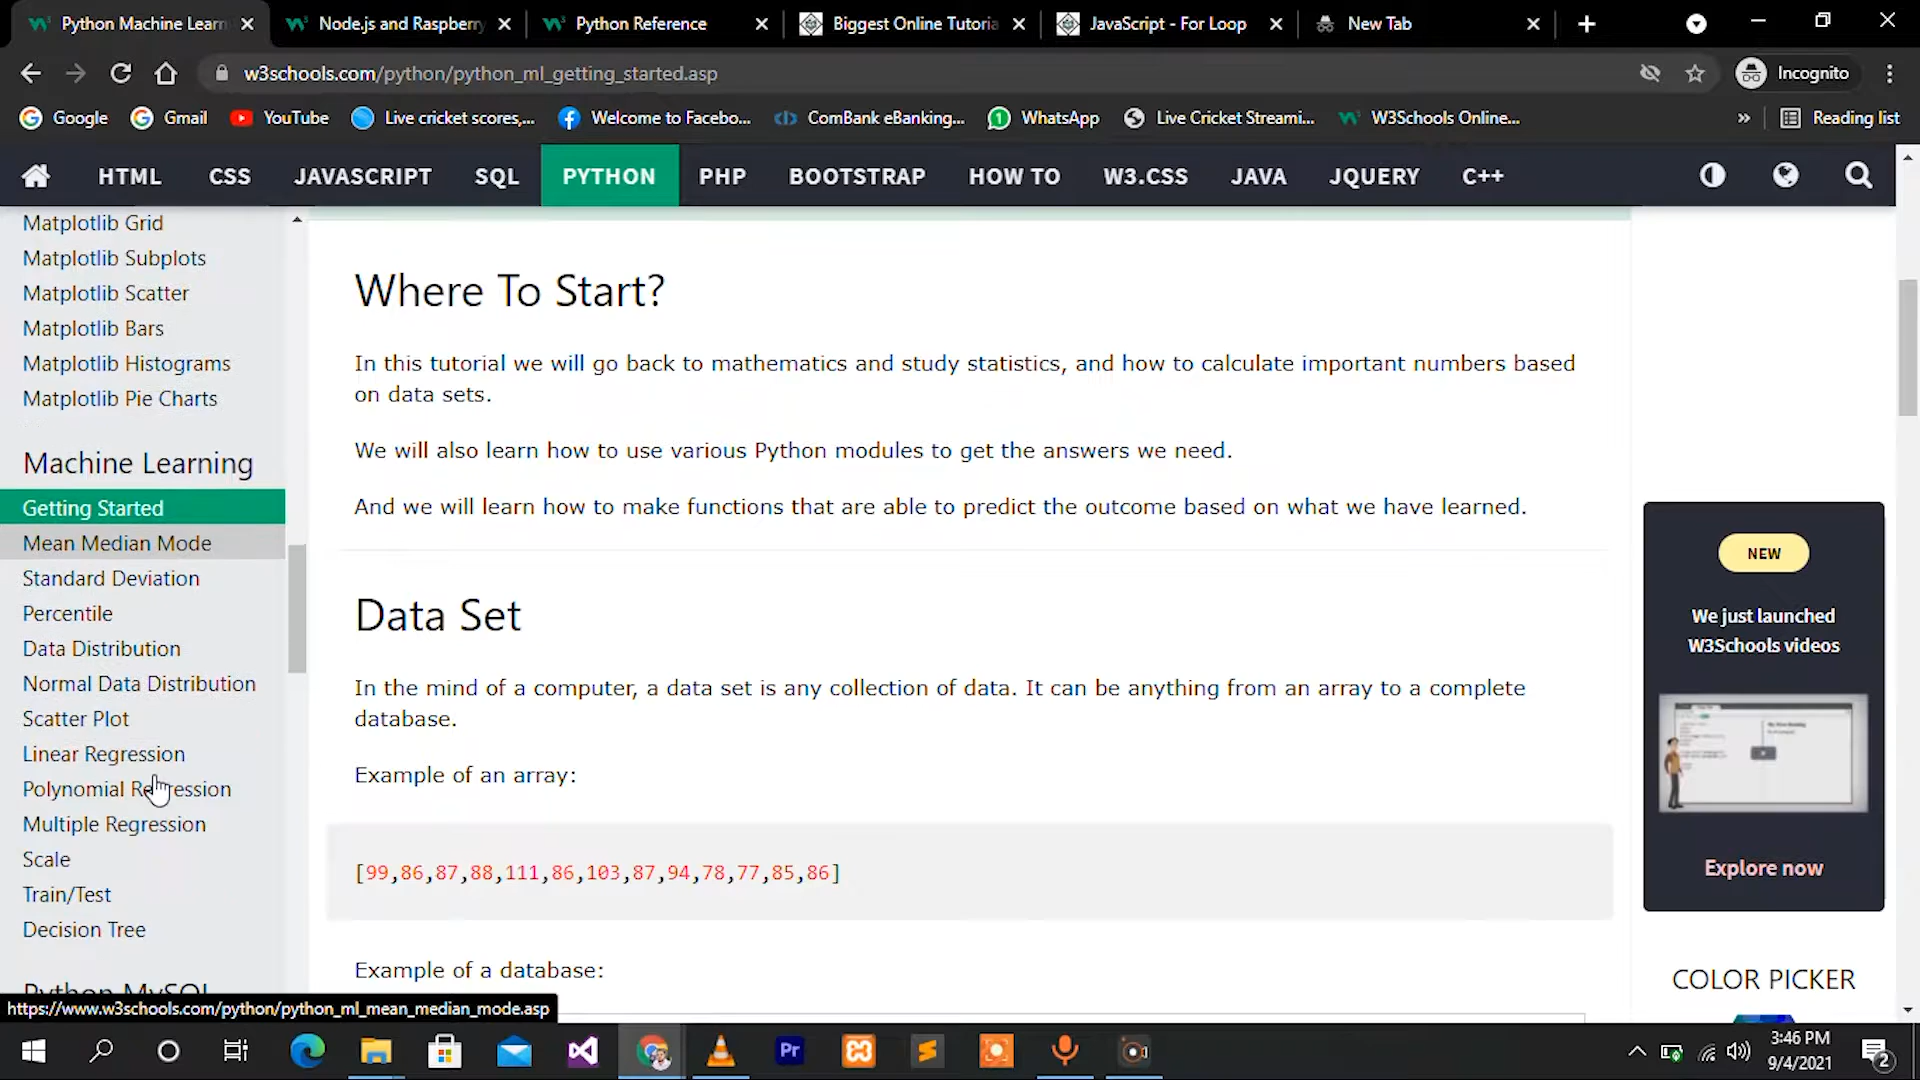 Python Machine Learn
Node.js and Raspberry
Python Reference
Biggest Online Tutoria
JavaScript - For Loop
New Tab
w3schools.com/python/python_ml_getting_started.asp
Incognito
Google
Gmail
YouTube
Live cricket scores,...
Welcome to Facebo...
ComBank eBanking...
WhatsApp
Live Cricket Streami...
W3Schools Online...
»
Reading list
HTML
CSS
JAVASCRIPT
SQL
PYTHON
PHP
BOOTSTRAP
HOW TO
W3.CSS
JAVA
JQUERY
C++
Matplotlib Grid
Matplotlib Subplots
Matplotlib Scatter
Matplotlib Bars
Matplotlib Histograms
Matplotlib Pie Charts
Machine Learning
Getting Started
Mean Median Mode
Standard Deviation
Percentile
Data Distribution
Normal Data Distribution
Scatter Plot
Linear Regression
Polynomial Regression
Multiple Regression
Scale
Train/Test
Decision Tree
Python MySQL
https://www.w3schools.com/python/python_ml_mean_median_mode.asp
Where To Start?
In this tutorial we will go back to mathematics and study statistics, and how to calculate important numbers based
on data sets.
We will also learn how to use various Python modules to get the answers we need.
And we will learn how to make functions that are able to predict the outcome based on what we have learned.
Data Set
In the mind of a computer, a data set is any collection of data. It can be anything from an array to a complete
database.
Example of an array:
[99,86,87,88,111,86,103,87,94,78,77,85,86]
Example of a database:
NEW
We just launched
W3Schools videos
Explore now
COLOR PICKER
Pr
3:46 PM
9/4/2021
2